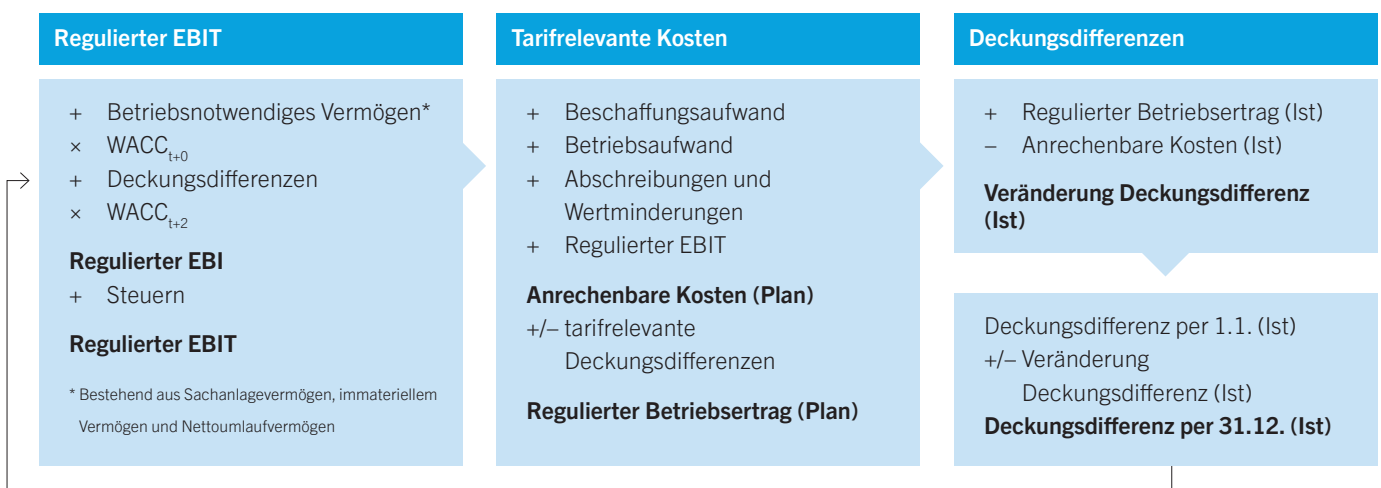 Regulierter EBIT
+ Betriebsnotwendiges Vermögen*
× WACCt+0
+ Deckungsdifferenzen
× WACCt+2
Regulierter EBI
+ Steuern
Regulierter EBIT
* Bestehend aus Sachanlagevermögen, immateriellem
Vermögen und Nettoumlaufvermögen
Tarifrelevante Kosten
+ Beschaffungsaufwand
+ Betriebsaufwand
+ Abschreibungen und
Wertminderungen
+ Regulierter EBIT
Anrechenbare Kosten (Plan)
+/– tarifrelevante
Deckungsdifferenzen
Regulierter Betriebsertrag (Plan)
Deckungsdifferenzen
+ Regulierter Betriebsertrag (Ist)
– Anrechenbare Kosten (Ist)
Veränderung Deckungsdifferenz
(Ist)
Deckungsdifferenz per 1.1. (Ist)
+/– Veränderung
Deckungsdifferenz (Ist)
Deckungsdifferenz per 31.12. (Ist)